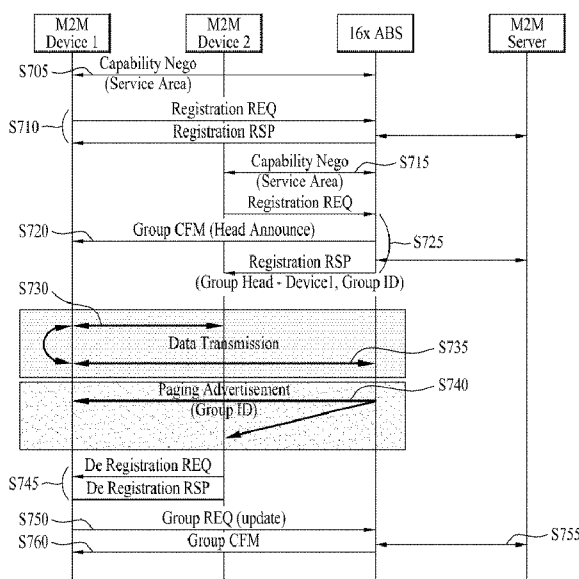 M2M
Device 1
M2M
Device 2
16x ABS
M2M
Server
S705
Capability Nego
(Service Area)
S710
Registration REQ
Registration RSP
Capability Nego
(Service Area)
S715
Registration REQ
S720
Group CFM (Head Announce)
S725
Registration RSP
(Group Head - Device1, Group ID)
S730
Data Transmission
S735
Paging Advertisement
(Group ID)
S740
S745
De Registration REQ
De Registration RSP
S750
Group REQ (update)
S755
S760
Group CFM